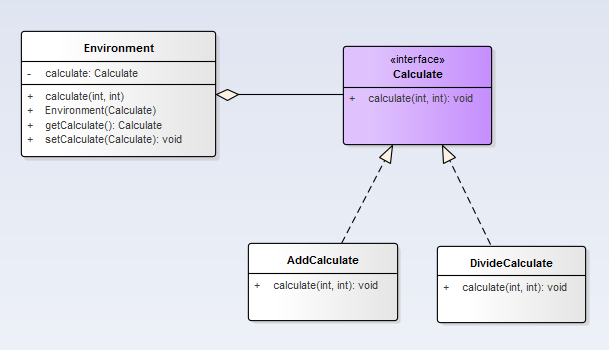 Environment
- calculate: Calculate
+ calculate(int, int)
+ Environment(Calculate)
+ getCalculate(): Calculate
+ setCalculate(Calculate): void
«interface»
Calculate
+ calculate(int, int): void
AddCalculate
+ calculate(int, int): void
DivideCalculate
+ calculate(int, int): void